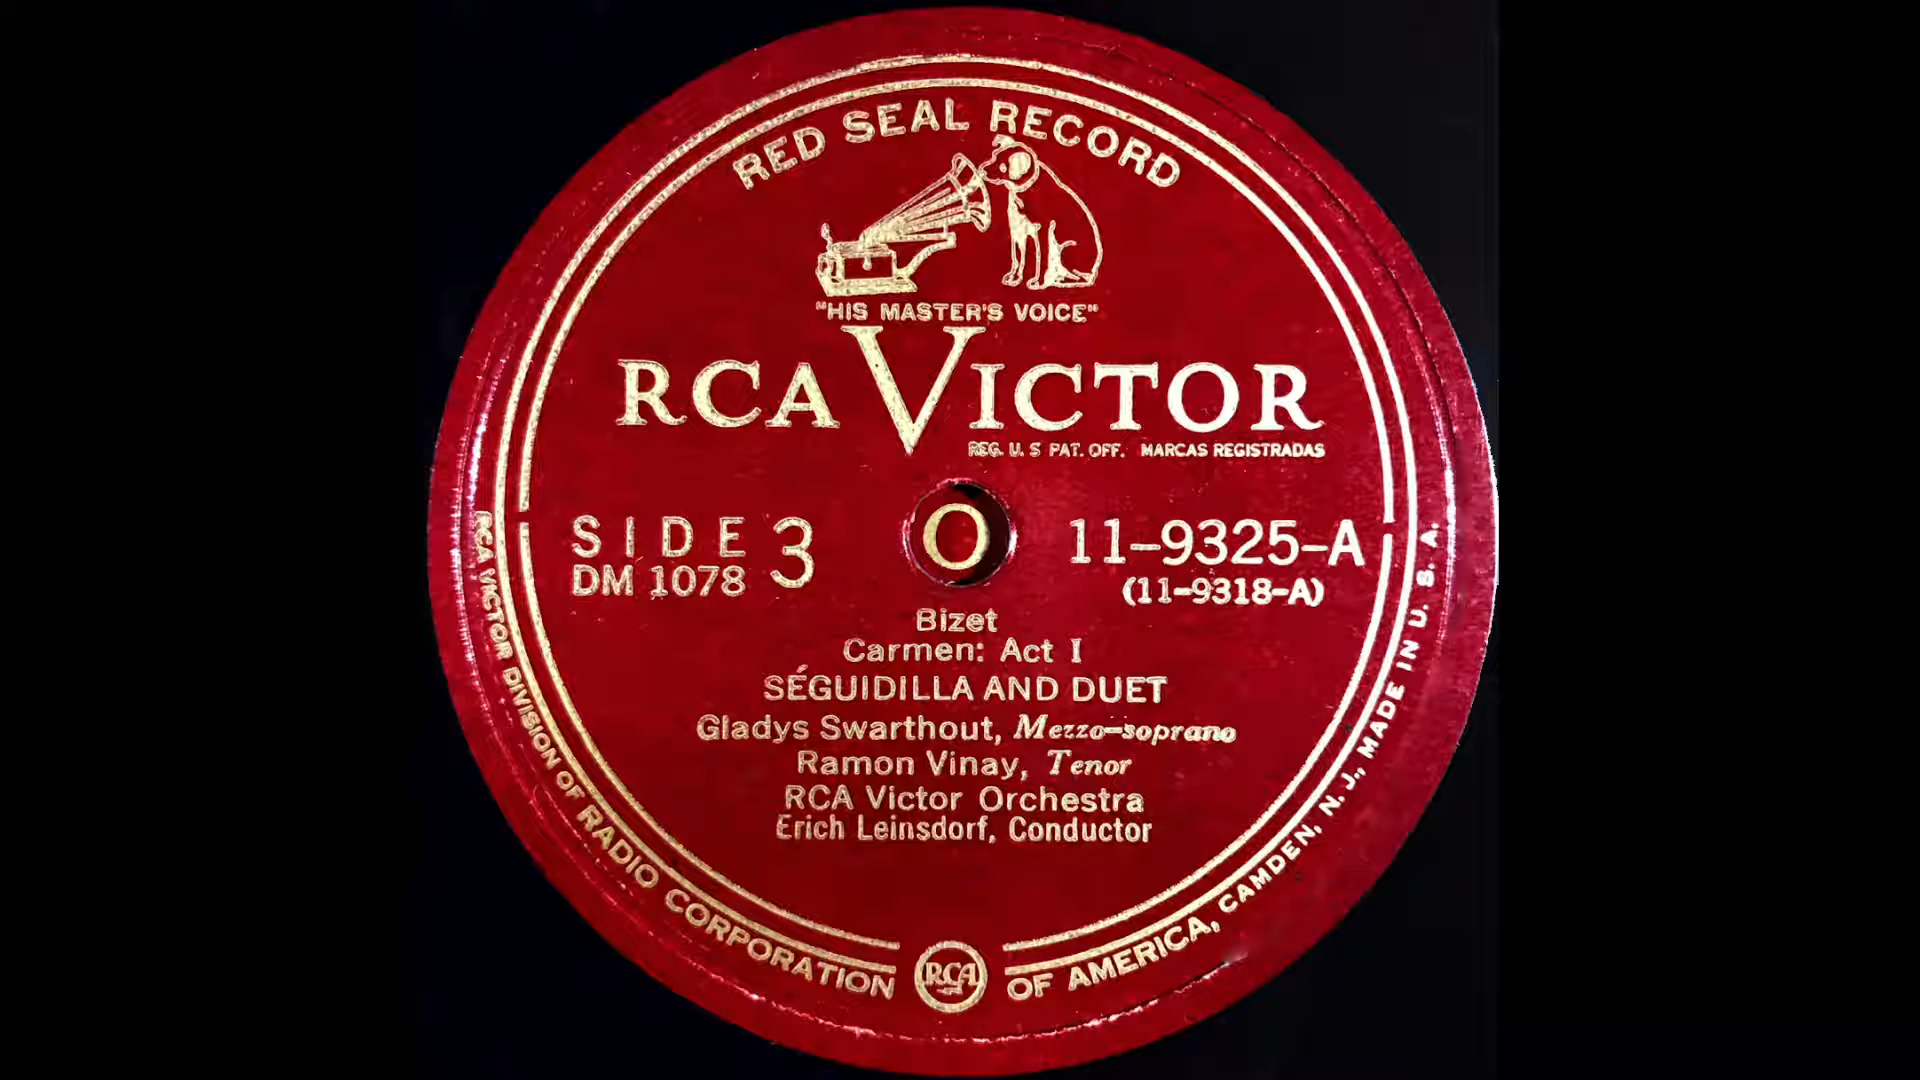 RED SEAL RECORD
"HIS MASTER'S VOICE"
RCA VICTOR
REG. U. S PAT. OFF. MARCAS REGISTRADAS
SIDE 3
DM 1078
11-9325-A
(11-9318-A)
Bizet
Carmen: Act I
SÉGUIDILLA AND DUET
Gladys Swarthout, Mezzo-soprano
Ramon Vinay, Tenor
RCA Victor Orchestra
Erich Leinsdorf, Conductor
RCA VICTOR DIVISION OF RADIO CORPORATION OF AMERICA, CAMDEN, N. J., MADE IN U. S. A.
RCA